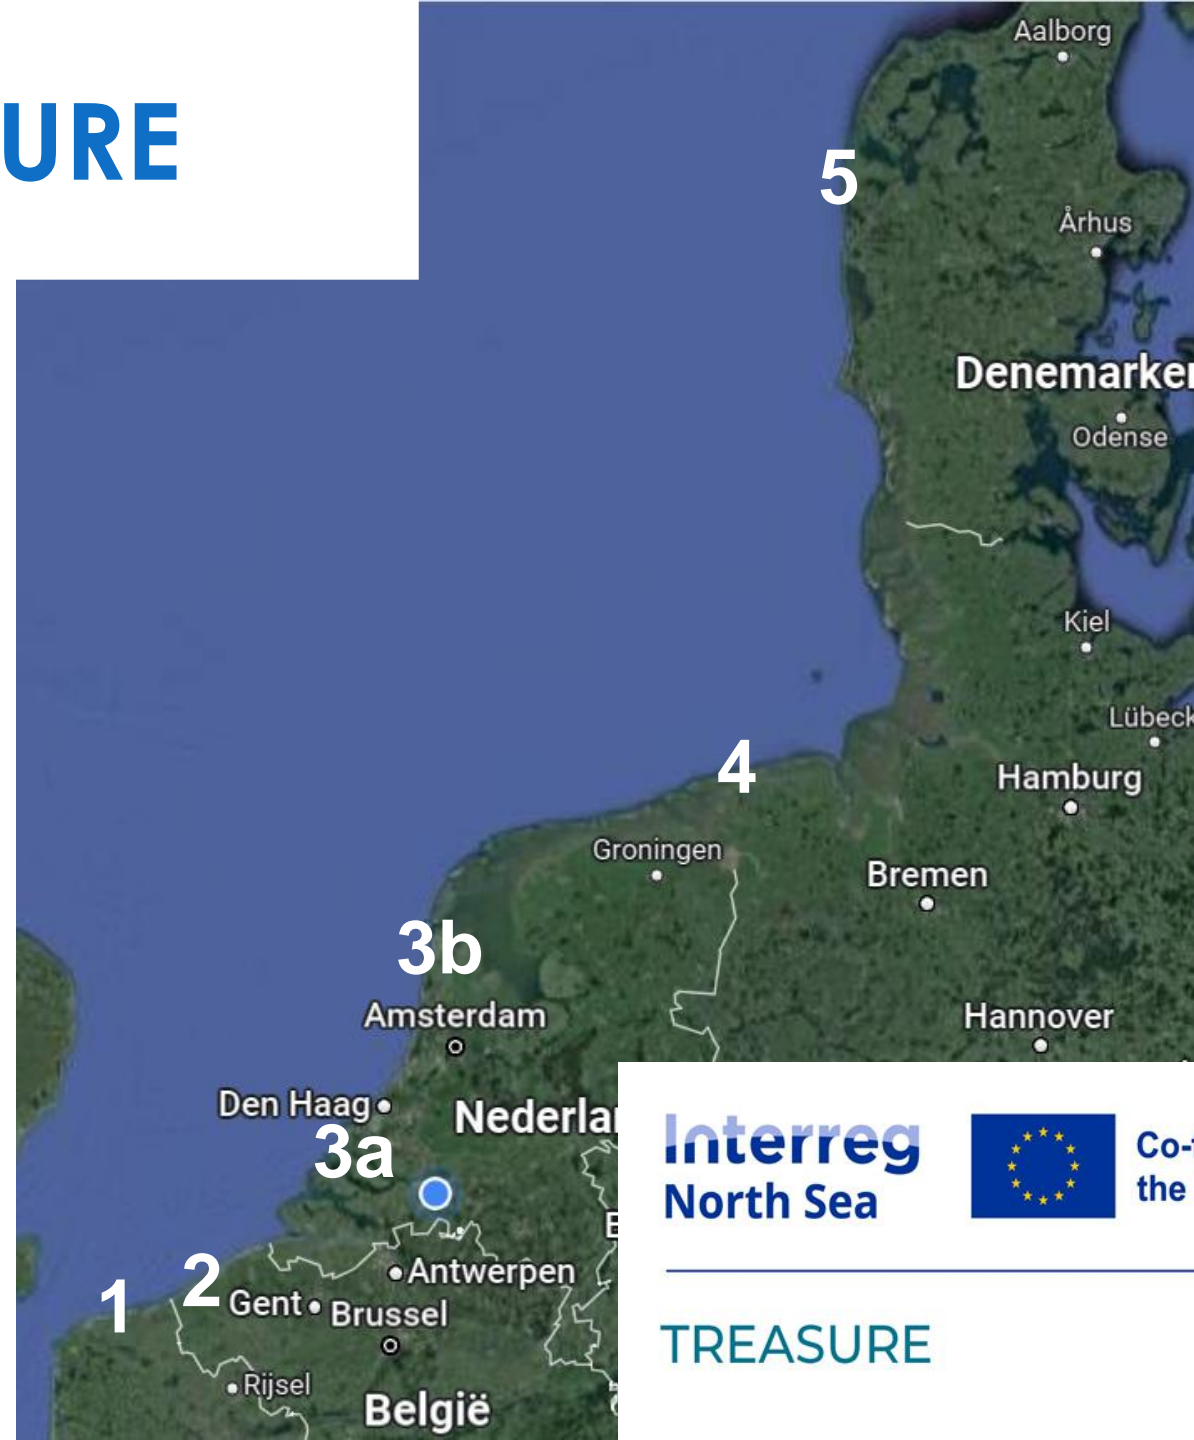 URE
Aalborg
5
Århus
Denemarken
Odense
Kiel
Lübeck
4
Hamburg
Groningen
Bremen
3b
Amsterdam
Hannover
Den Haag
Nederla
3a
Interreg
North Sea
Co-f
the
2
Antwerpen
1
Gent
Brussel
TREASURE
Rijsel
België